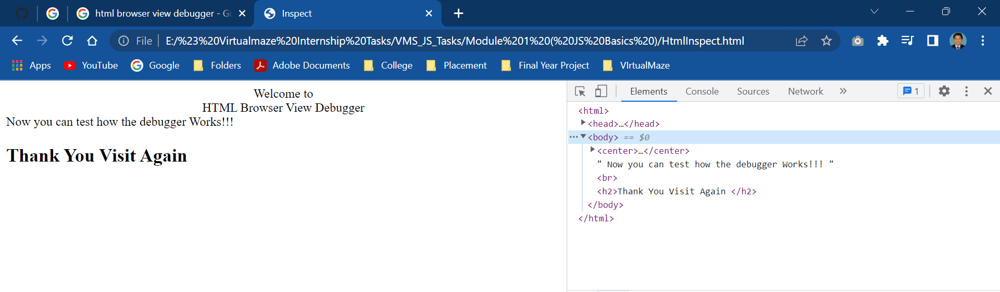 html browser view debugger - Go
Inspect
File
E:/%23%20Virtualmaze%20Internship%20Tasks/VMS_JS_Tasks/Module%201%20(%20JS%20Basics%20)/HtmlInspect.html
Apps YouTube Google Folders Adobe Documents College Placement Final Year Project VIrtualMaze
Welcome to
HTML Browser View Debugger
Now you can test how the debugger Works!!!
Thank You Visit Again
Elements Console Sources Network » 1
<html>
<head>…</head>
… <body> == $0
<center>…</center>
" Now you can test how the debugger Works!!! "
<br>
<h2>Thank You Visit Again </h2>
</body>
</html>